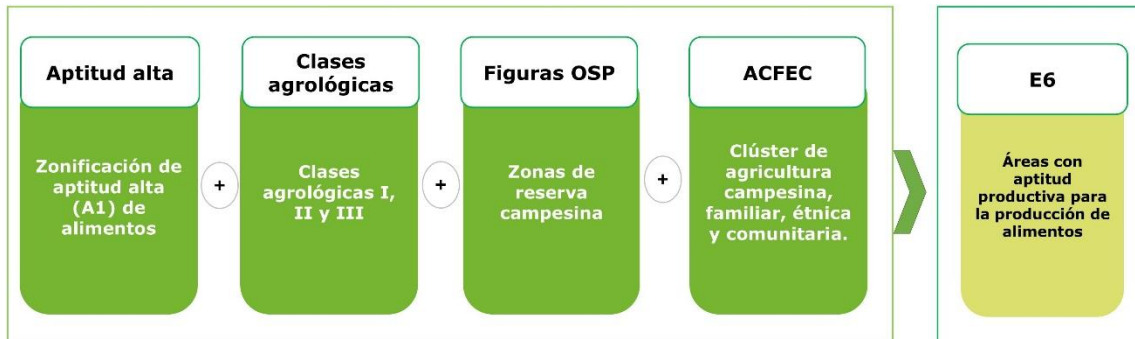 Aptitud alta
Zonificación de
aptitud alta
(A1) de
alimentos
+
Clases
agrológicas
Clases
agrológicas I,
II y III
+
Figuras OSP
Zonas de
reserva
campesina
+
ACFEC
Clúster de
agricultura
campesina,
familiar, étnica
y comunitaria.
E6
Áreas con
aptitud
productiva para
la producción de
alimentos